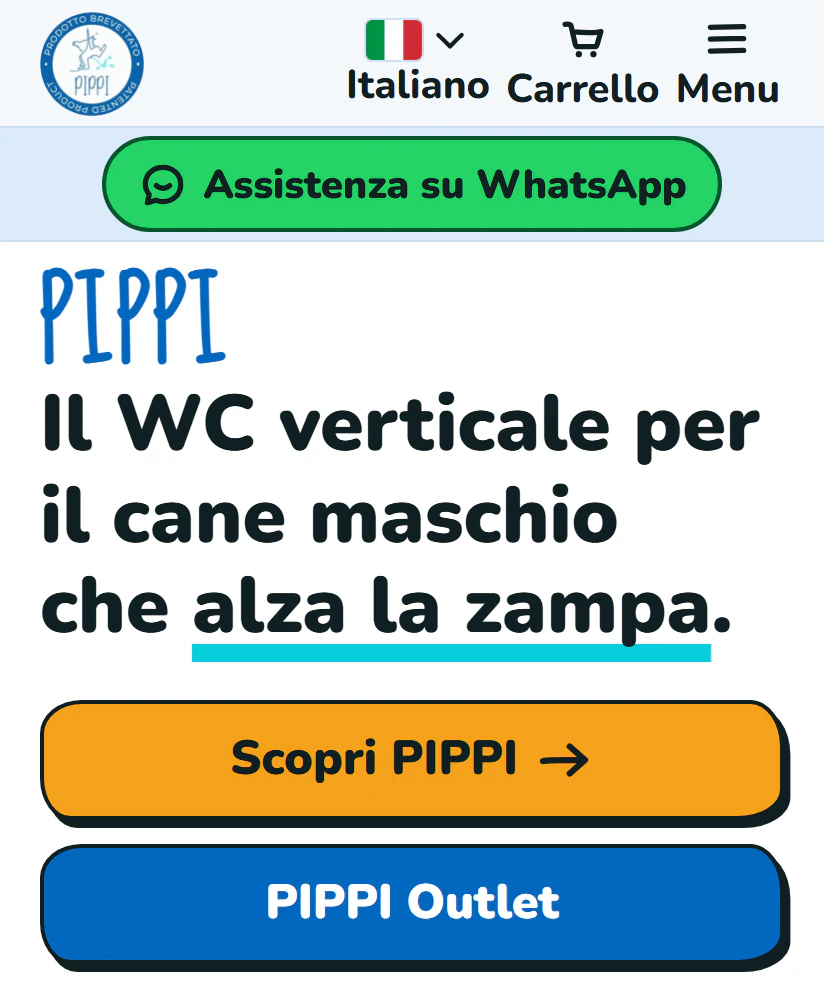 PRODOTTO BREVETTATO
PIPPI
PATENTED PRODUCT
Italiano
Carrello
Menu
Assistenza su WhatsApp
PIPPI
Il WC verticale per
il cane maschio
che alza la zampa.
Scopri PIPPI →
PIPPI Outlet